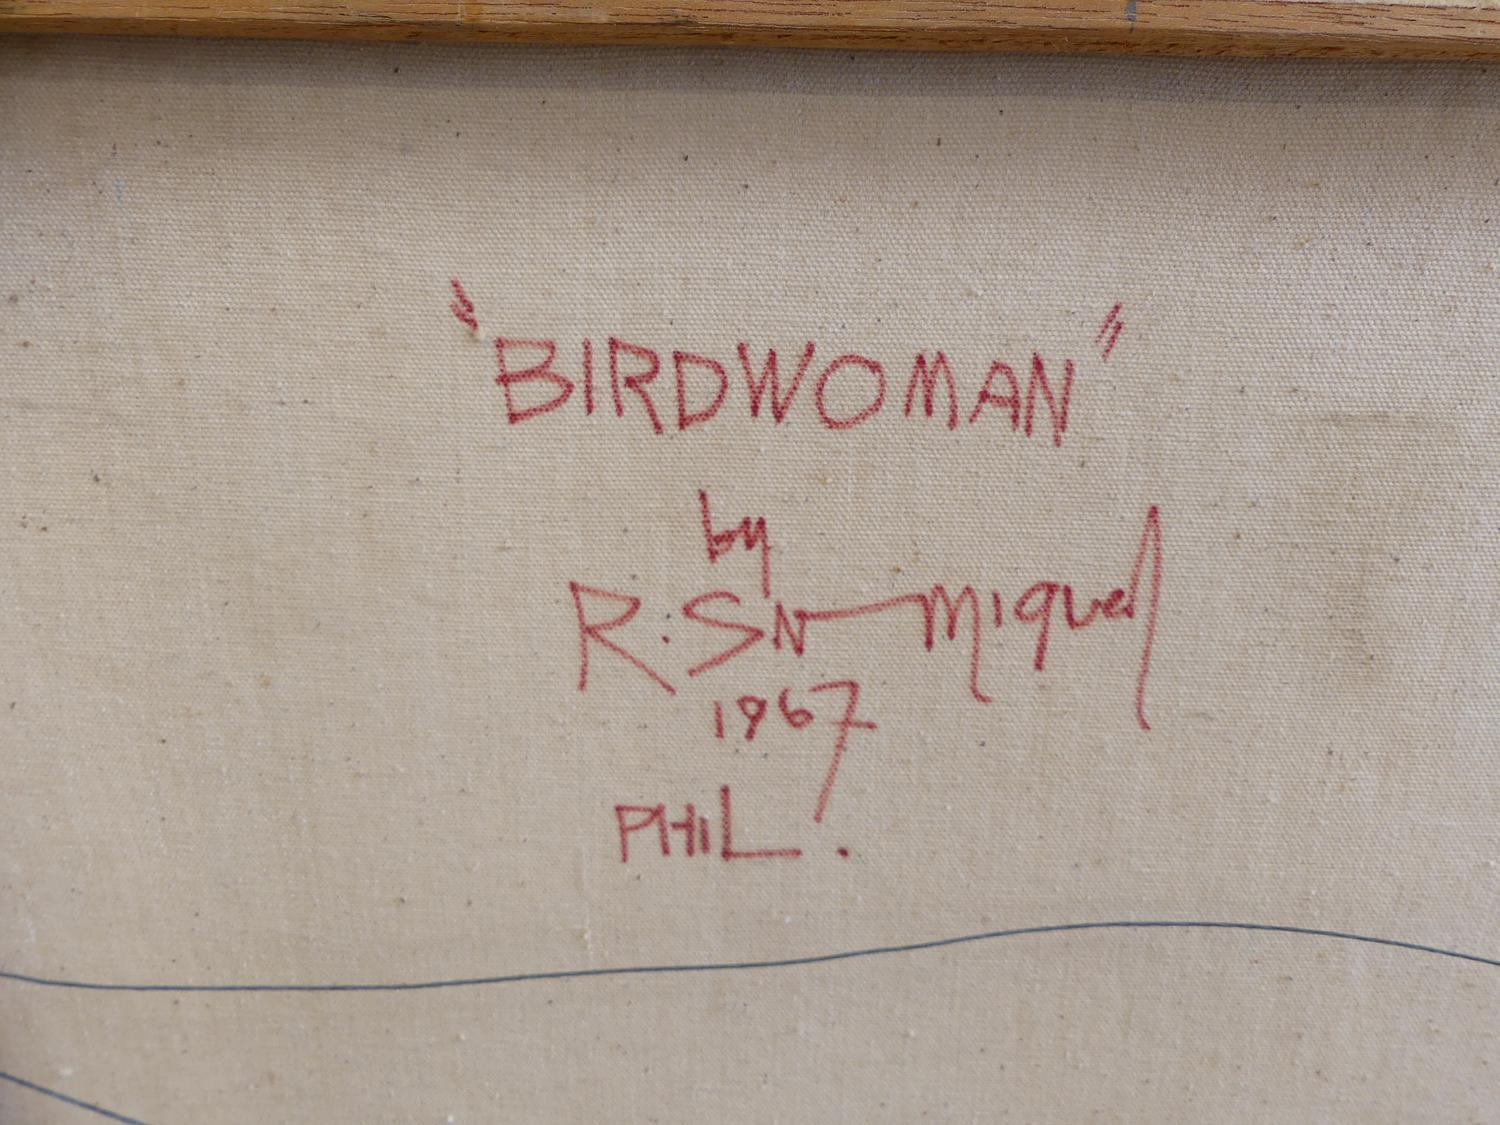 "BIRDWOMAN"
by
R. SN Miguel
1967
PHIL.